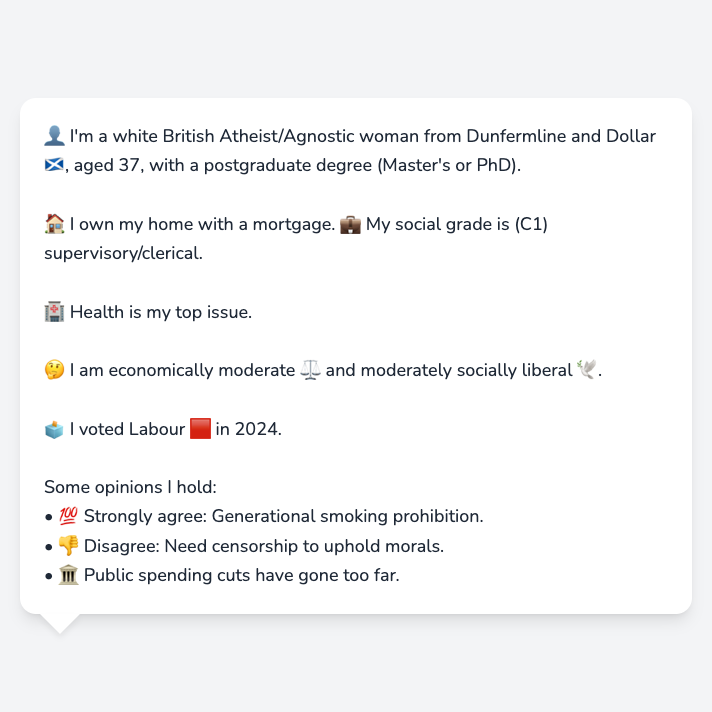 👤 I'm a white British Atheist/Agnostic woman from Dunfermline and Dollar
🏴󠁧󠁢󠁳󠁣󠁴󠁿, aged 37, with a postgraduate degree (Master's or PhD).
🏠 I own my home with a mortgage. 💼 My social grade is (C1)
supervisory/clerical.
🏥 Health is my top issue.
🤔 I am economically moderate ⚖️ and moderately socially liberal 🕊️.
🗳️ I voted Labour 🟥 in 2024.
Some opinions I hold:
• 💯 Strongly agree: Generational smoking prohibition.
• 👎 Disagree: Need censorship to uphold morals.
• 🏛️ Public spending cuts have gone too far.